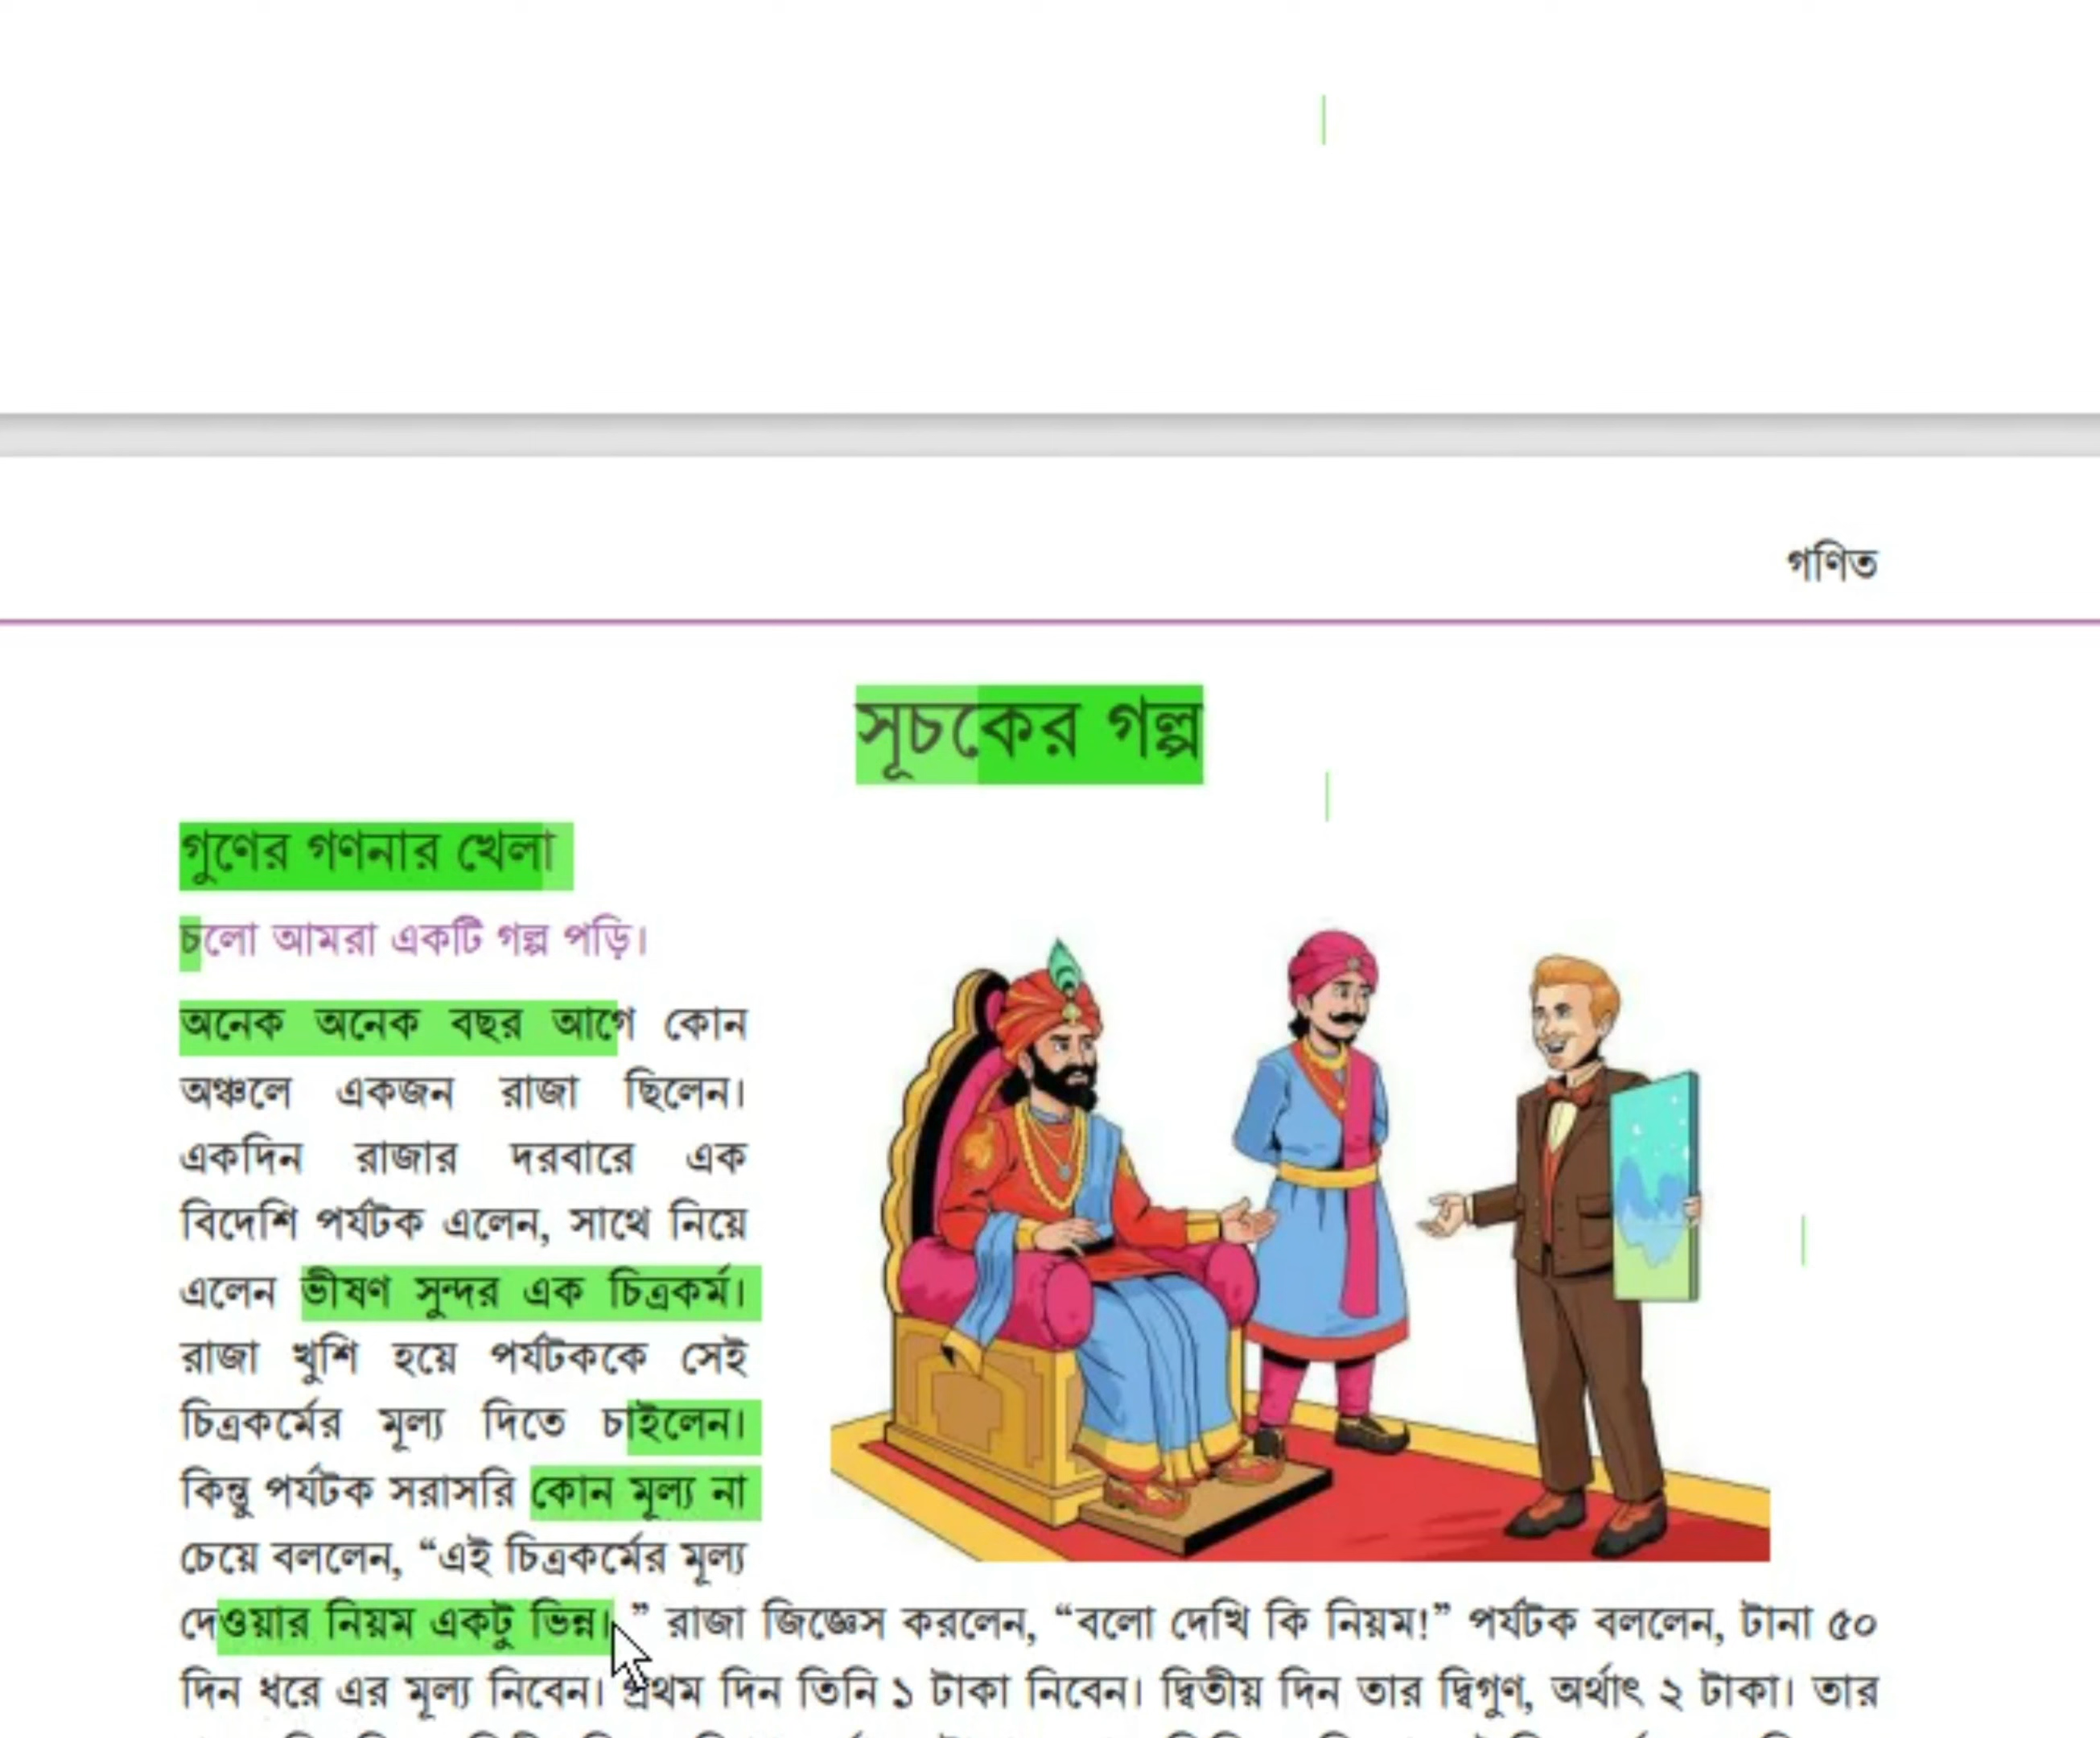 গণিত
সূচকের গল্প
গুণের গণনার খেলা
চলো আমরা একটি গল্প পড়ি।
অনেক অনেক বছর আগে কোন
অঞ্চলে একজন রাজা ছিলেন।
একদিন রাজার দরবারে এক
বিদেশি পর্যটক এলেন, সাথে নিয়ে
এলেন ভীষণ সুন্দর এক চিত্রকর্ম।
রাজা খুশি হয়ে পর্যটককে সেই
চিত্রকর্মের মূল্য দিতে চাইলেন।
কিন্তু পর্যটক সরাসরি কোন মূল্য না
চেয়ে বললেন, “এই চিত্রকর্মের মূল্য
দেওয়ার নিয়ম একটু ভিন্ন। ” রাজা জিজ্ঞেস করলেন, “বলো দেখি কি নিয়ম!” পর্যটক বললেন, টানা ৫০
দিন ধরে এর মূল্য নিবেন। প্রথম দিন তিনি ১ টাকা নিবেন। দ্বিতীয় দিন তার দ্বিগুণ, অর্থাৎ ২ টাকা। তার